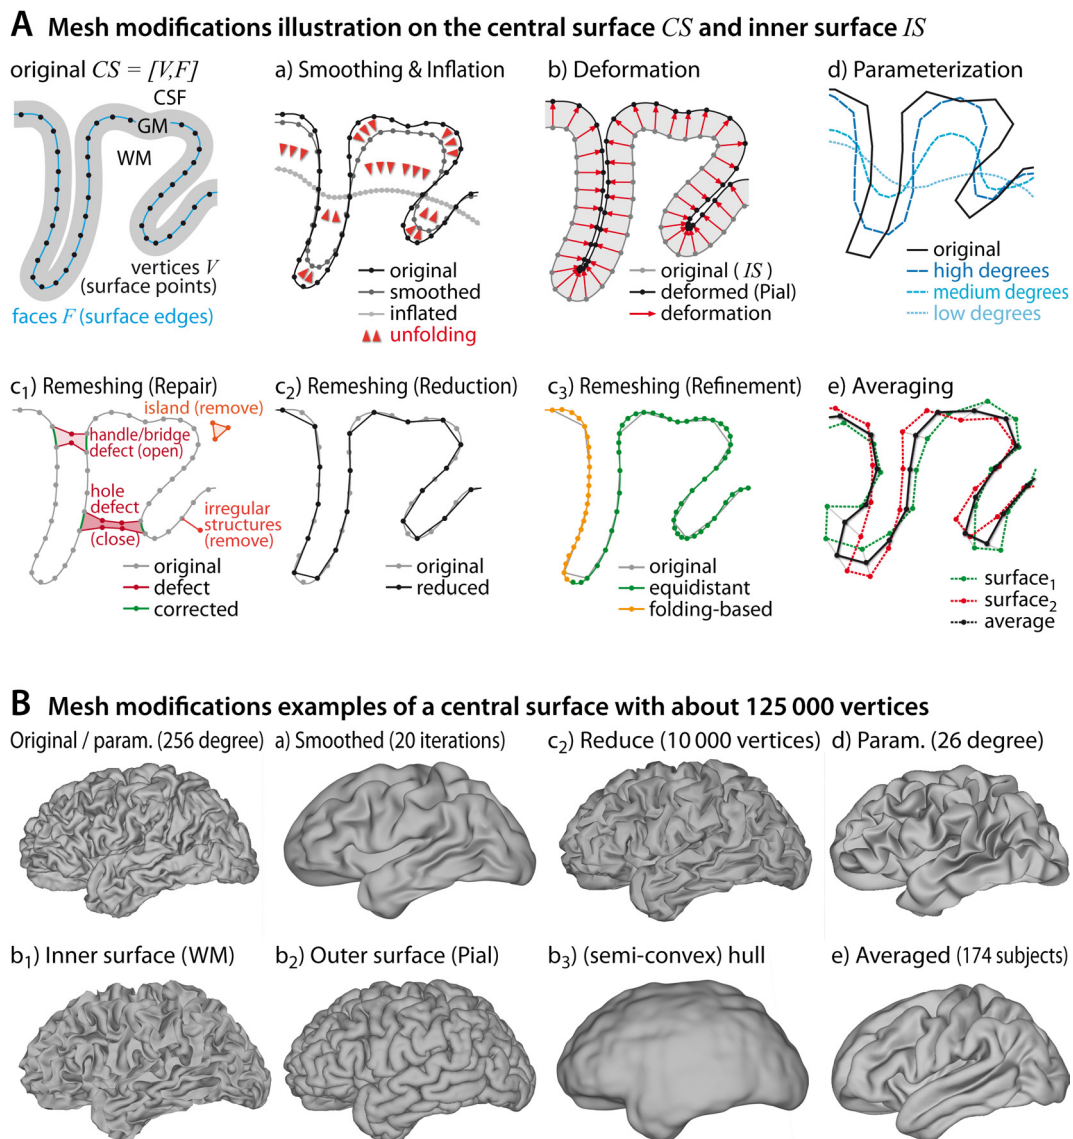 A Mesh modifications illustration on the central surface CS and inner surface IS
original CS = [V,F]
CSF
GM
WM
vertices V
(surface points)
faces F (surface edges)
a) Smoothing & Inflation
original
smoothed
inflated
unfolding
b) Deformation
original (IS)
deformed (Pial)
deformation
d) Parameterization
original
high degrees
medium degrees
low degrees
c₁) Remeshing (Repair)
island (remove)
handle/bridge
defect (open)
hole
defect
(close)
irregular
structures
(remove)
original
defect
corrected
c₂) Remeshing (Reduction)
original
reduced
c₃) Remeshing (Refinement)
original
equidistant
folding-based
e) Averaging
surface₁
surface₂
average
B Mesh modifications examples of a central surface with about 125 000 vertices
Original / param. (256 degree)
a) Smoothed (20 iterations)
c₂) Reduce (10 000 vertices)
d) Param. (26 degree)
b₁) Inner surface (WM)
b₂) Outer surface (Pial)
b₃) (semi-convex) hull
e) Averaged (174 subjects)